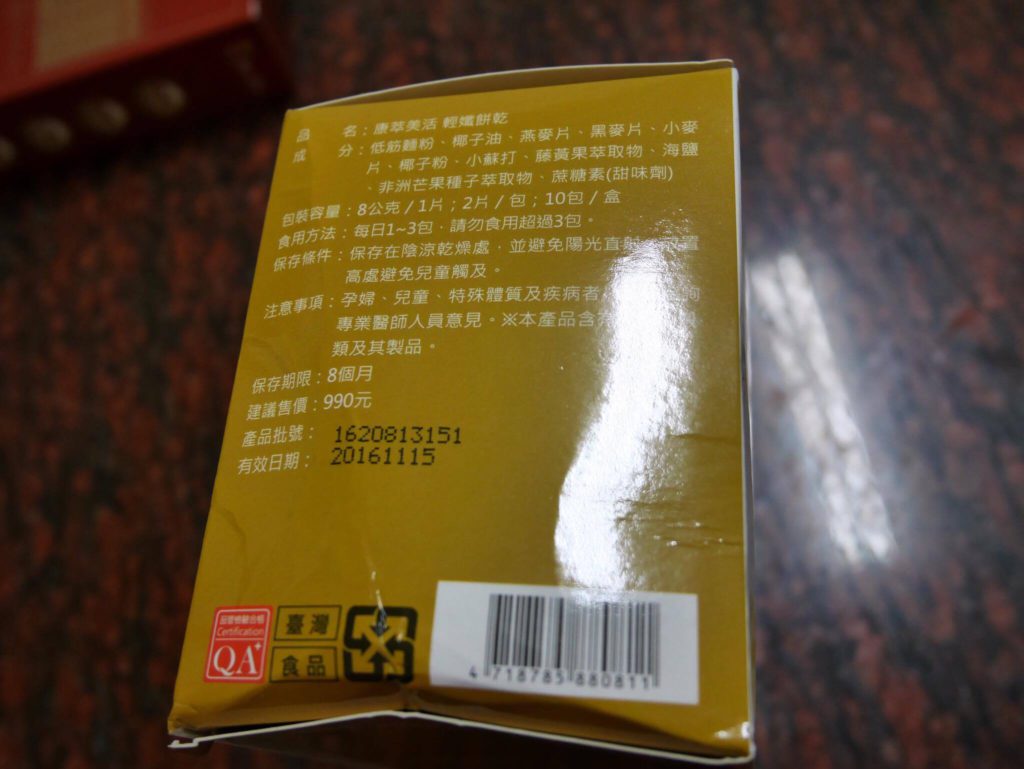 品名：康萃美活 輕孅餅乾
成分：低筋麵粉、椰子油、燕麥片、黑麥片、小麥
片、椰子粉、小蘇打、藤黃果萃取物、海鹽
、非洲芒果種子萃取物、蔗糖素(甜味劑)
包裝容量：8公克/1片；2片/包；10包/盒
食用方法：每日1~3包，請勿食用超過3包。
保存條件：保存在陰涼乾燥處，並避免陽光直 置
高處避免兒童觸及。
注意事項：孕婦、兒童、特殊體質及疾病者
專業醫師人員意見。※本產品含
類及其製品。
保存期限：8個月
建議售價：990元
產品批號：1620813151
有效日期：20161115
品管檢驗合格
Certification
QA+
臺灣
食品
4 718785 880811